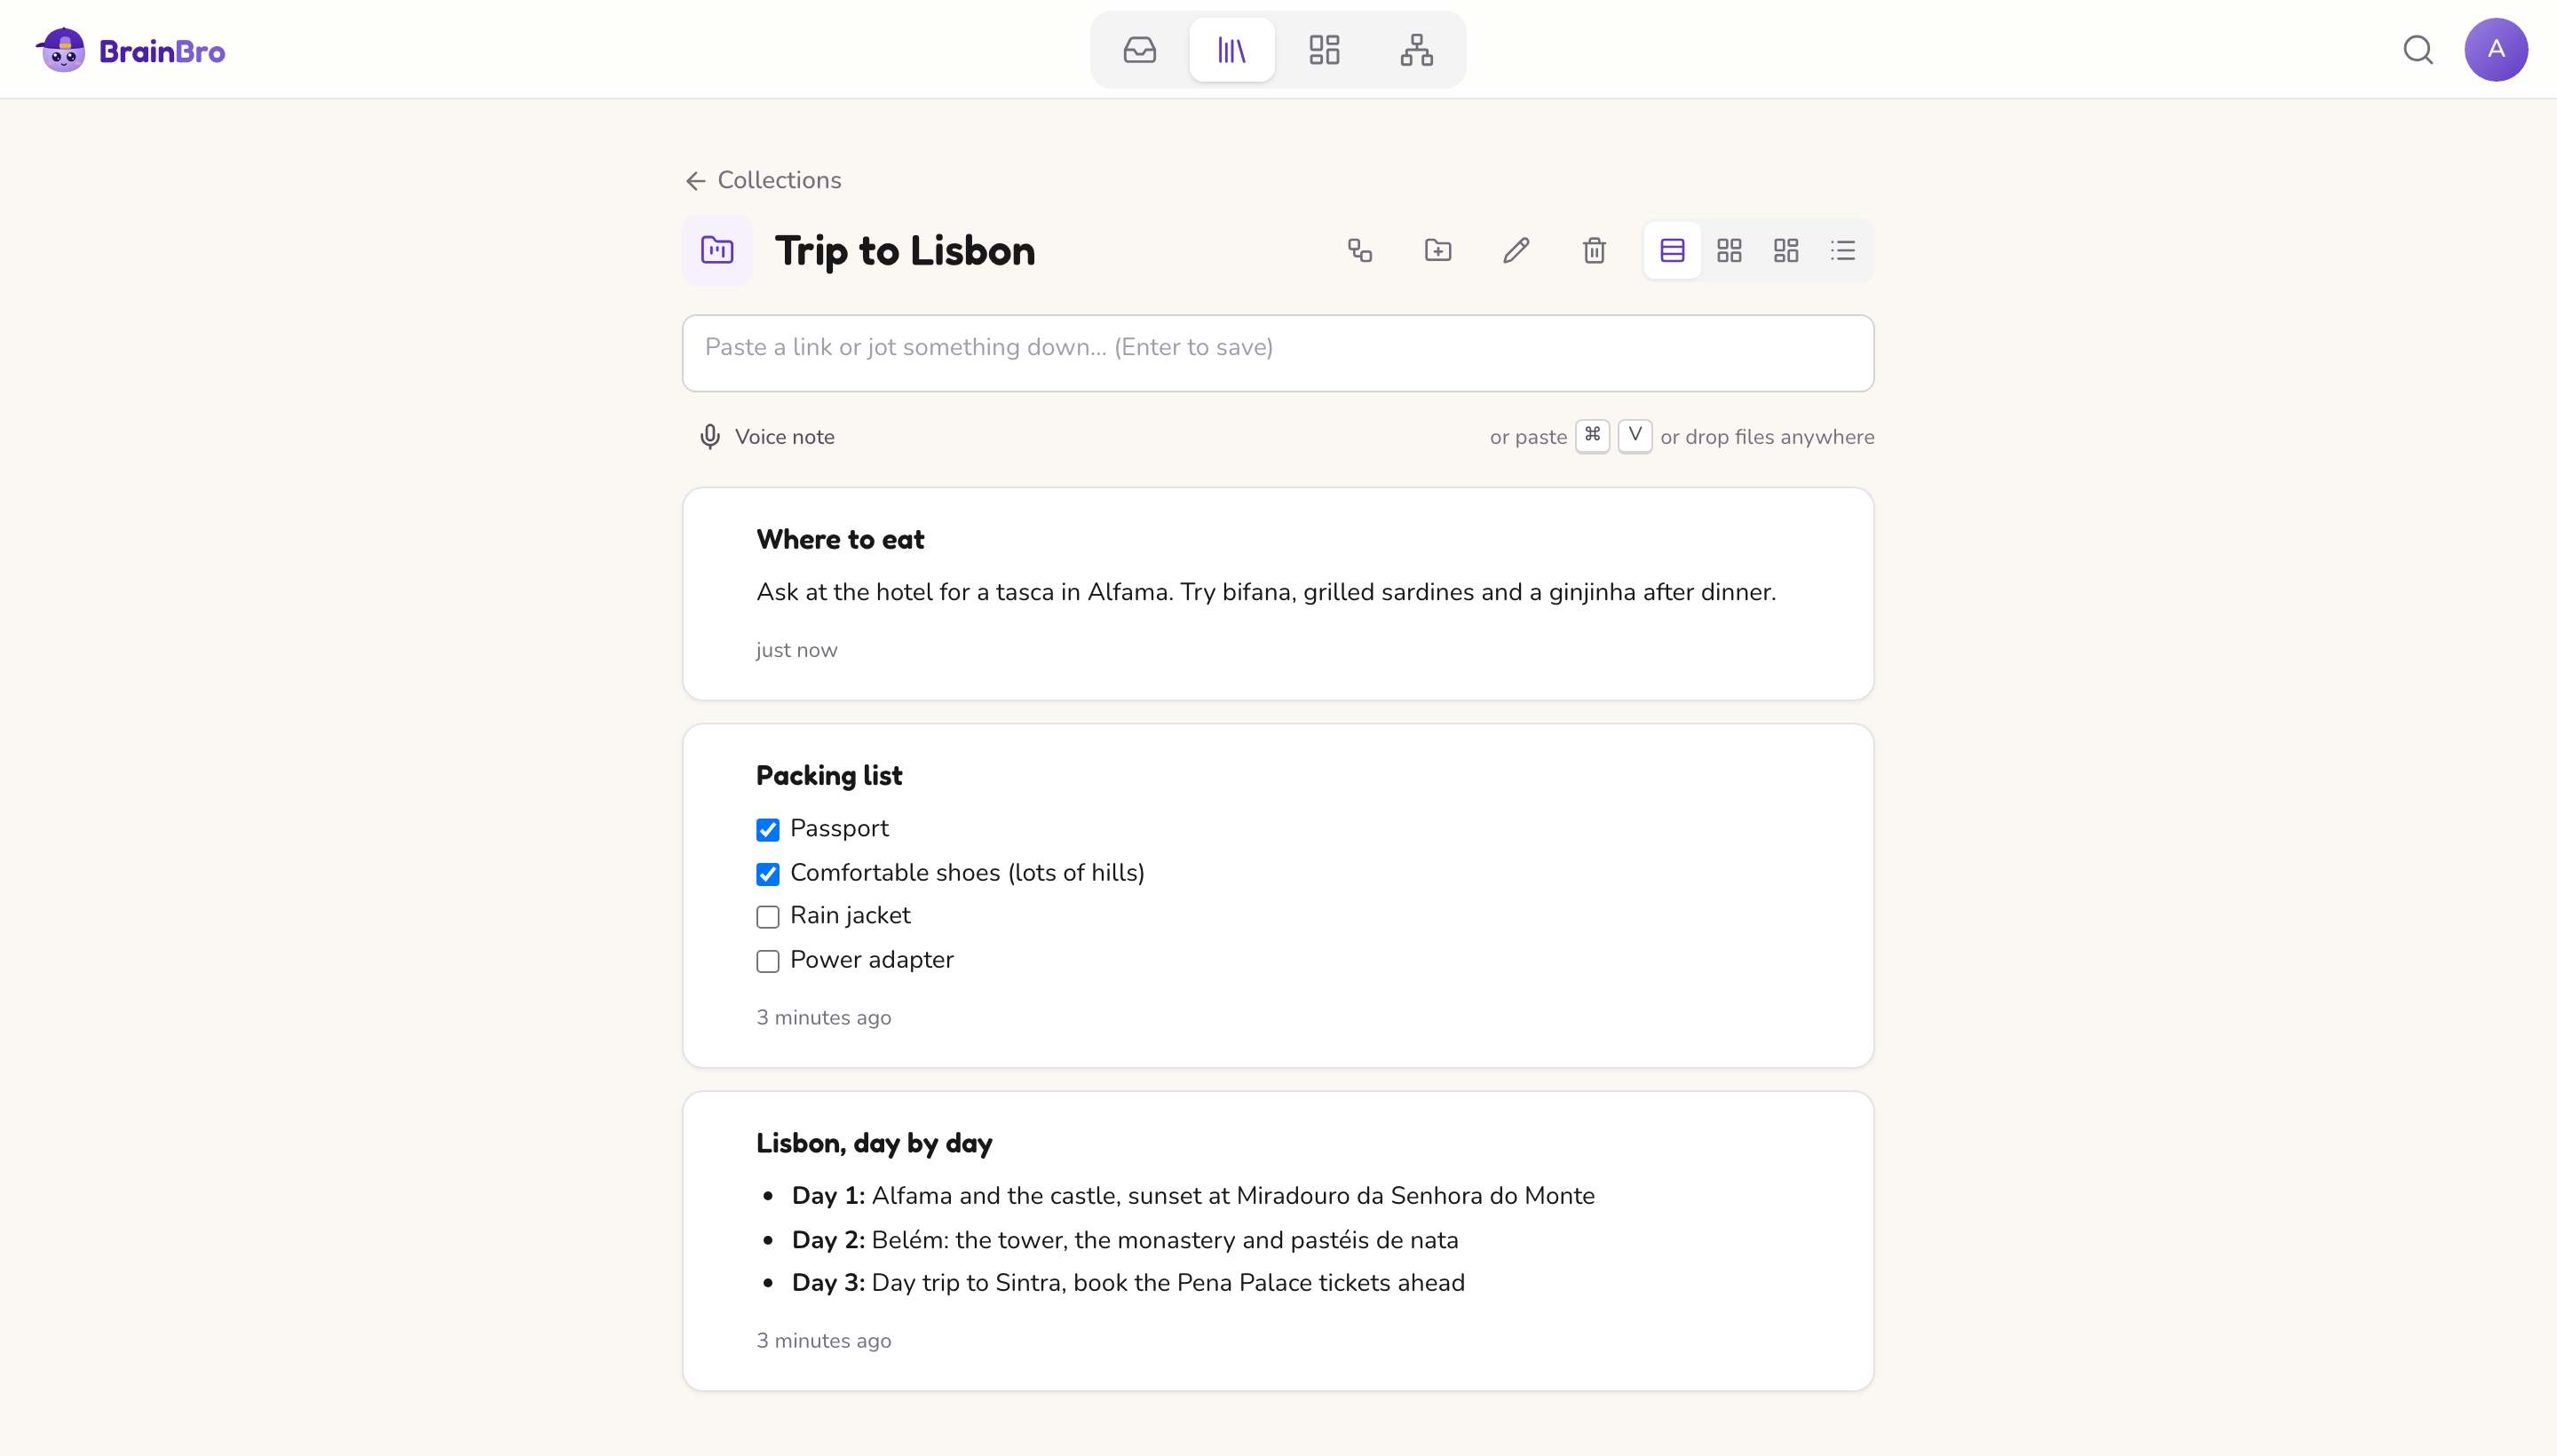 BrainBro
A
Collections
Trip to Lisbon
Paste a link or jot something down... (Enter to save)
Voice note
or paste ⌘ V or drop files anywhere
Where to eat
Ask at the hotel for a tasca in Alfama. Try bifana, grilled sardines and a ginjinha after dinner.
just now
Packing list
Passport
Comfortable shoes (lots of hills)
Rain jacket
Power adapter
3 minutes ago
Lisbon, day by day
Day 1: Alfama and the castle, sunset at Miradouro da Senhora do Monte
Day 2: Belém: the tower, the monastery and pastéis de nata
Day 3: Day trip to Sintra, book the Pena Palace tickets ahead
3 minutes ago